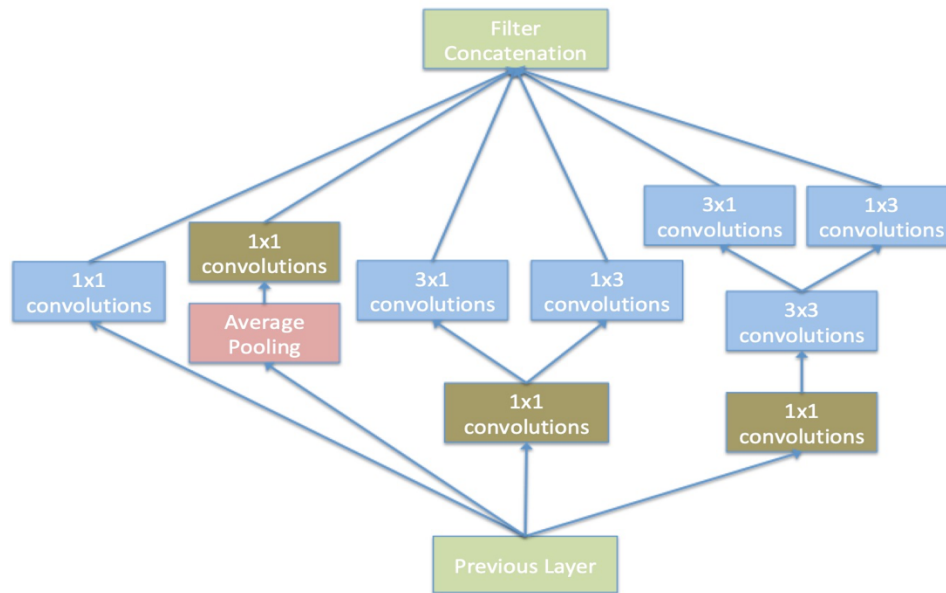 Filter
Concatenation
3x1
convolutions
1x3
convolutions
1x1
convolutions
1x1
convolutions
3x1
convolutions
1x3
convolutions
3x3
convolutions
Average
Pooling
1x1
convolutions
1x1
convolutions
Previous Layer